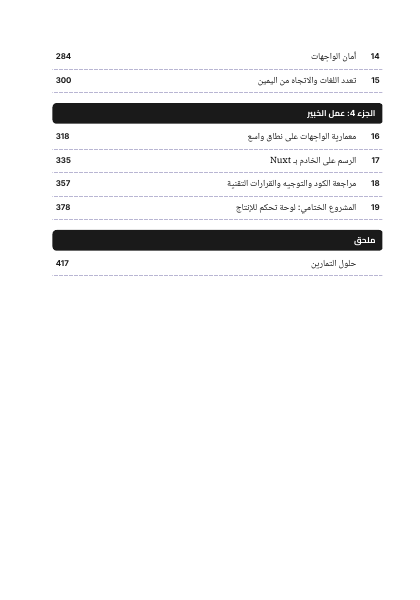 14 أمان الواجهات 284
15 تعدد اللغات والاتجاه من اليمين 300
الجزء 4: عمل الخبير
16 معمارية الواجهات على نطاق واسع 318
17 الرسم على الخادم بـ Nuxt 335
18 مراجعة الكود والتوجيه والقرارات التقنية 357
19 المشروع الختامي: لوحة تحكم للإنتاج 378
ملحق
حلول التمارين 417